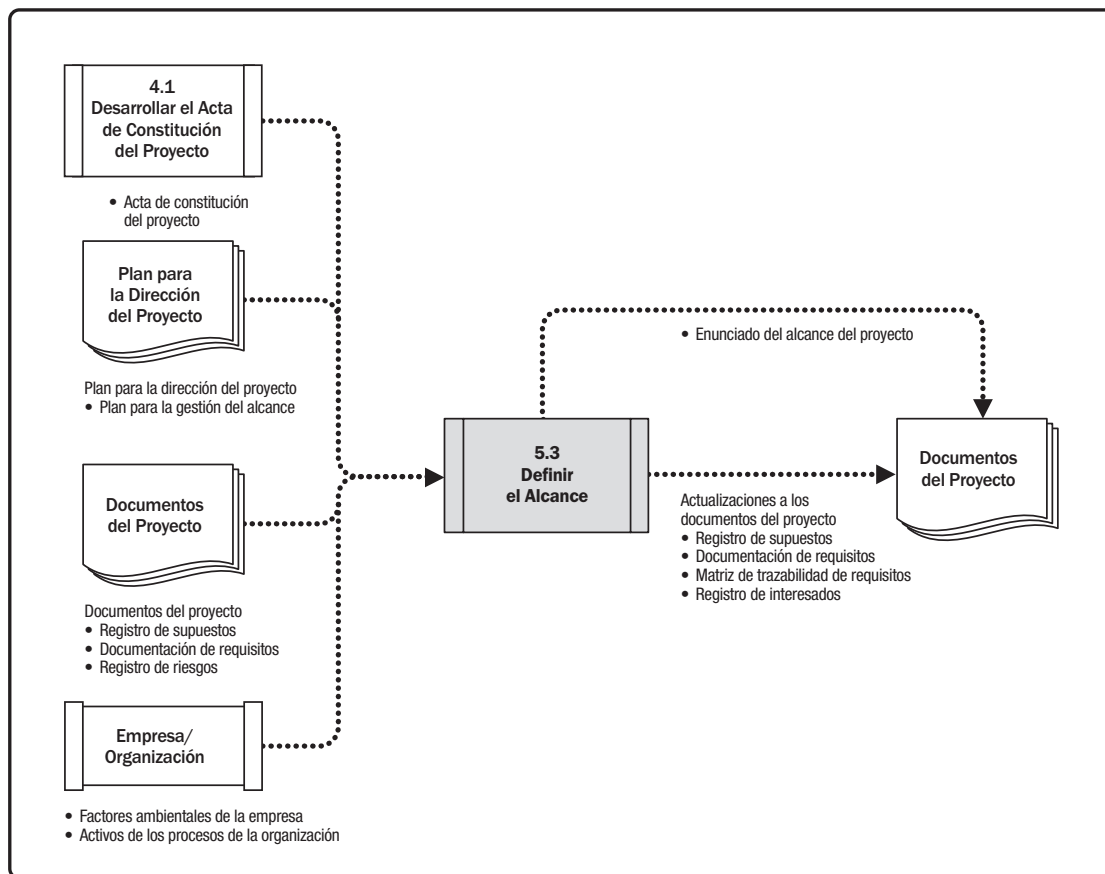 4.1
Desarrollar el Acta
de Constitución
del Proyecto
• Acta de constitución
del proyecto
Plan para
la Dirección
del Proyecto
Plan para la dirección del proyecto
• Plan para la gestión del alcance
Documentos
del Proyecto
Documentos del proyecto
• Registro de supuestos
• Documentación de requisitos
• Registro de riesgos
Empresa/
Organización
• Factores ambientales de la empresa
• Activos de los procesos de la organización
5.3
Definir
el Alcance
• Enunciado del alcance del proyecto
Actualizaciones a los
documentos del proyecto
• Registro de supuestos
• Documentación de requisitos
• Matriz de trazabilidad de requisitos
• Registro de interesados
Documentos
del Proyecto